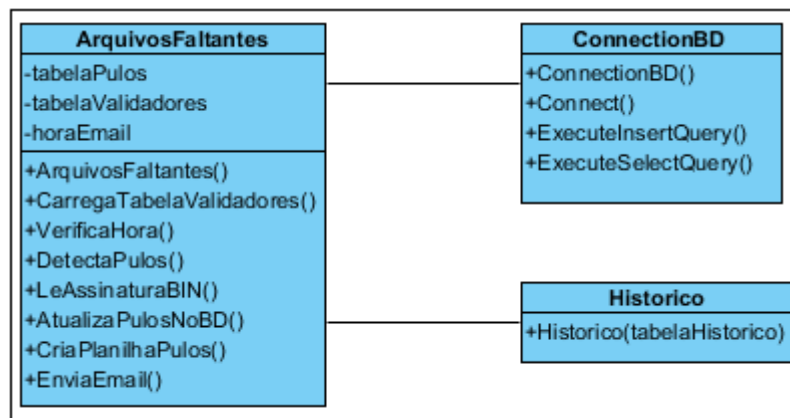 ArquivosFaltantes
-tabelaPulos
-tabelaValidadores
-horaEmail
+ArquivosFaltantes()
+CarregaTabelaValidadores()
+VerificaHora()
+DetectaPulos()
+LeAssinaturaBIN()
+AtualizaPulosNoBD()
+CriaPlanilhaPulos()
+EnviaEmail()
ConnectionBD
+ConnectionBD()
+Connect()
+ExecuteInsertQuery()
+ExecuteSelectQuery()
Historico
+Historico(tabelaHistorico)